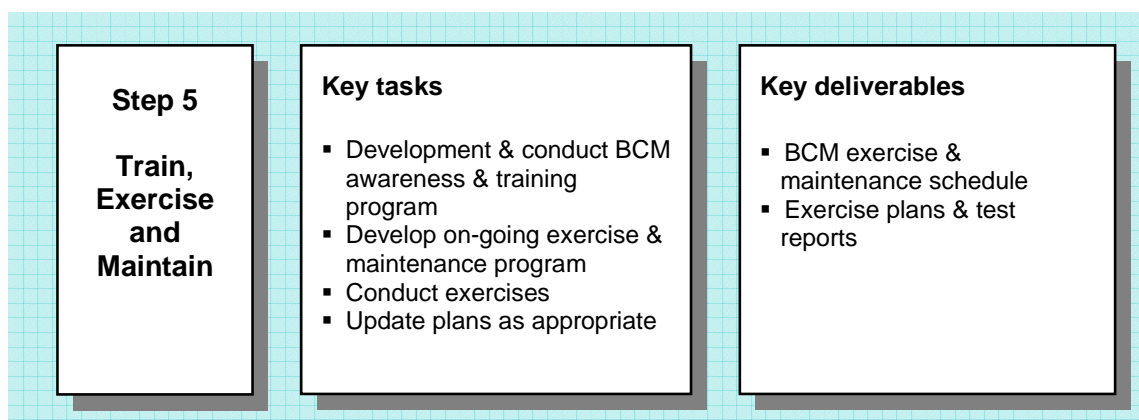 Step 5
Train,
Exercise
and
Maintain
Key tasks
▪ Development & conduct BCM
awareness & training
program
▪ Develop on-going exercise &
maintenance program
▪ Conduct exercises
▪ Update plans as appropriate
Key deliverables
▪ BCM exercise &
maintenance schedule
▪ Exercise plans & test
reports